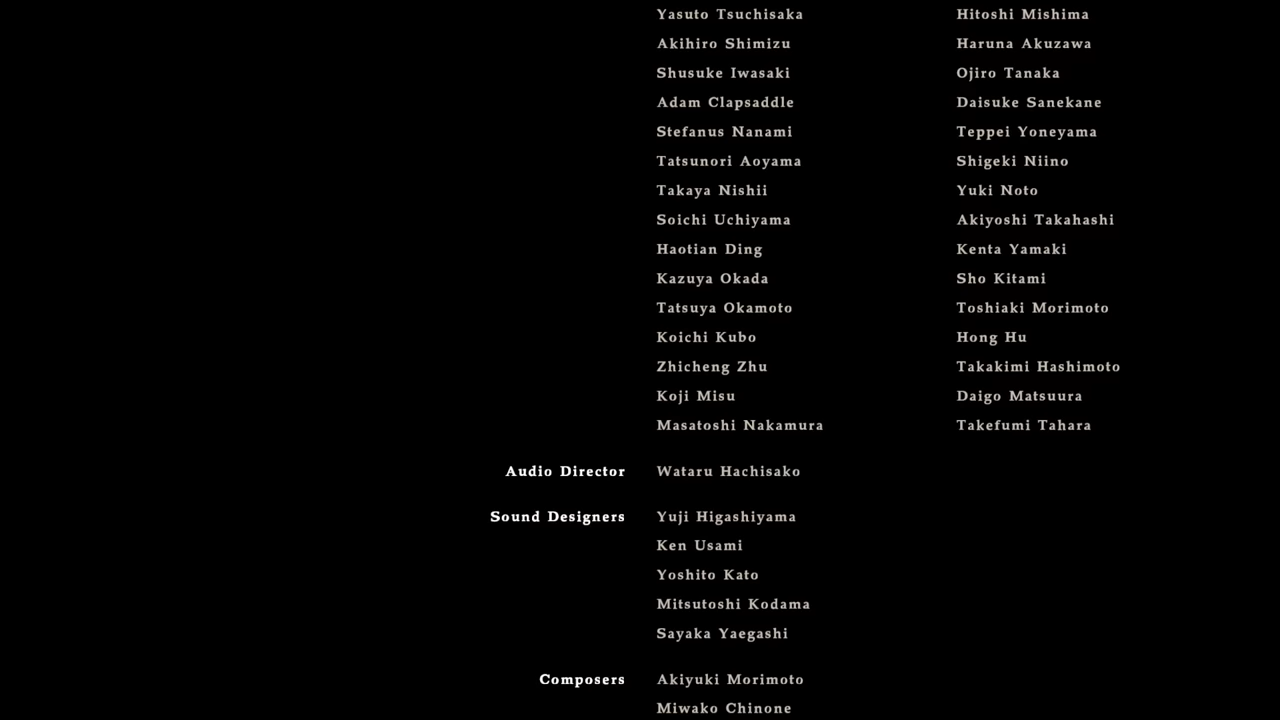 Yasuto Tsuchisaka Hitoshi Mishima
Akihiro Shimizu Haruna Akuzawa
Shusuke Iwasaki Ojiro Tanaka
Adam Clapsaddle Daisuke Sanekane
Stefanus Nanami Teppei Yoneyama
Tatsunori Aoyama Shigeki Niino
Takaya Nishii Yuki Noto
Soichi Uchiyama Akiyoshi Takahashi
Haotian Ding Kenta Yamaki
Kazuya Okada Sho Kitami
Tatsuya Okamoto Toshiaki Morimoto
Koichi Kubo Hong Hu
Zhicheng Zhu Takakimi Hashimoto
Koji Misu Daigo Matsuura
Masatoshi Nakamura Takefumi Tahara
Audio Director Wataru Hachisako
Sound Designers Yuji Higashiyama
Ken Usami
Yoshito Kato
Mitsutoshi Kodama
Sayaka Yaegashi
Composers Akiyuki Morimoto
Miwako Chinone